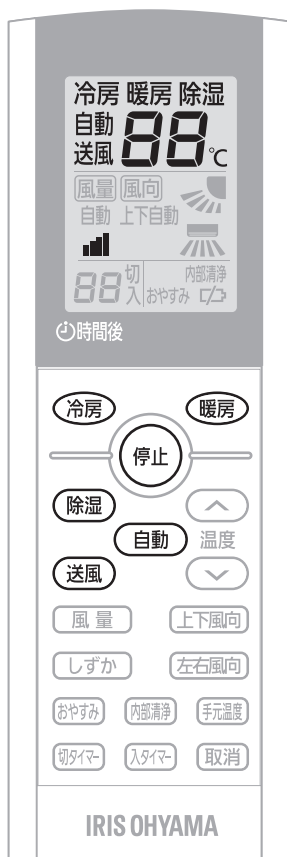 冷房 暖房 除湿
自動 88℃
送風
風量 風向
自動 上下自動
88 切 内部清浄
入 おやすみ
時間後
冷房 暖房
停止
除湿
自動 温度
送風
風量 上下風向
しずか 左右風向
おやすみ 内部清浄 手元温度
切タイマー 入タイマー 取消
IRIS OHYAMA